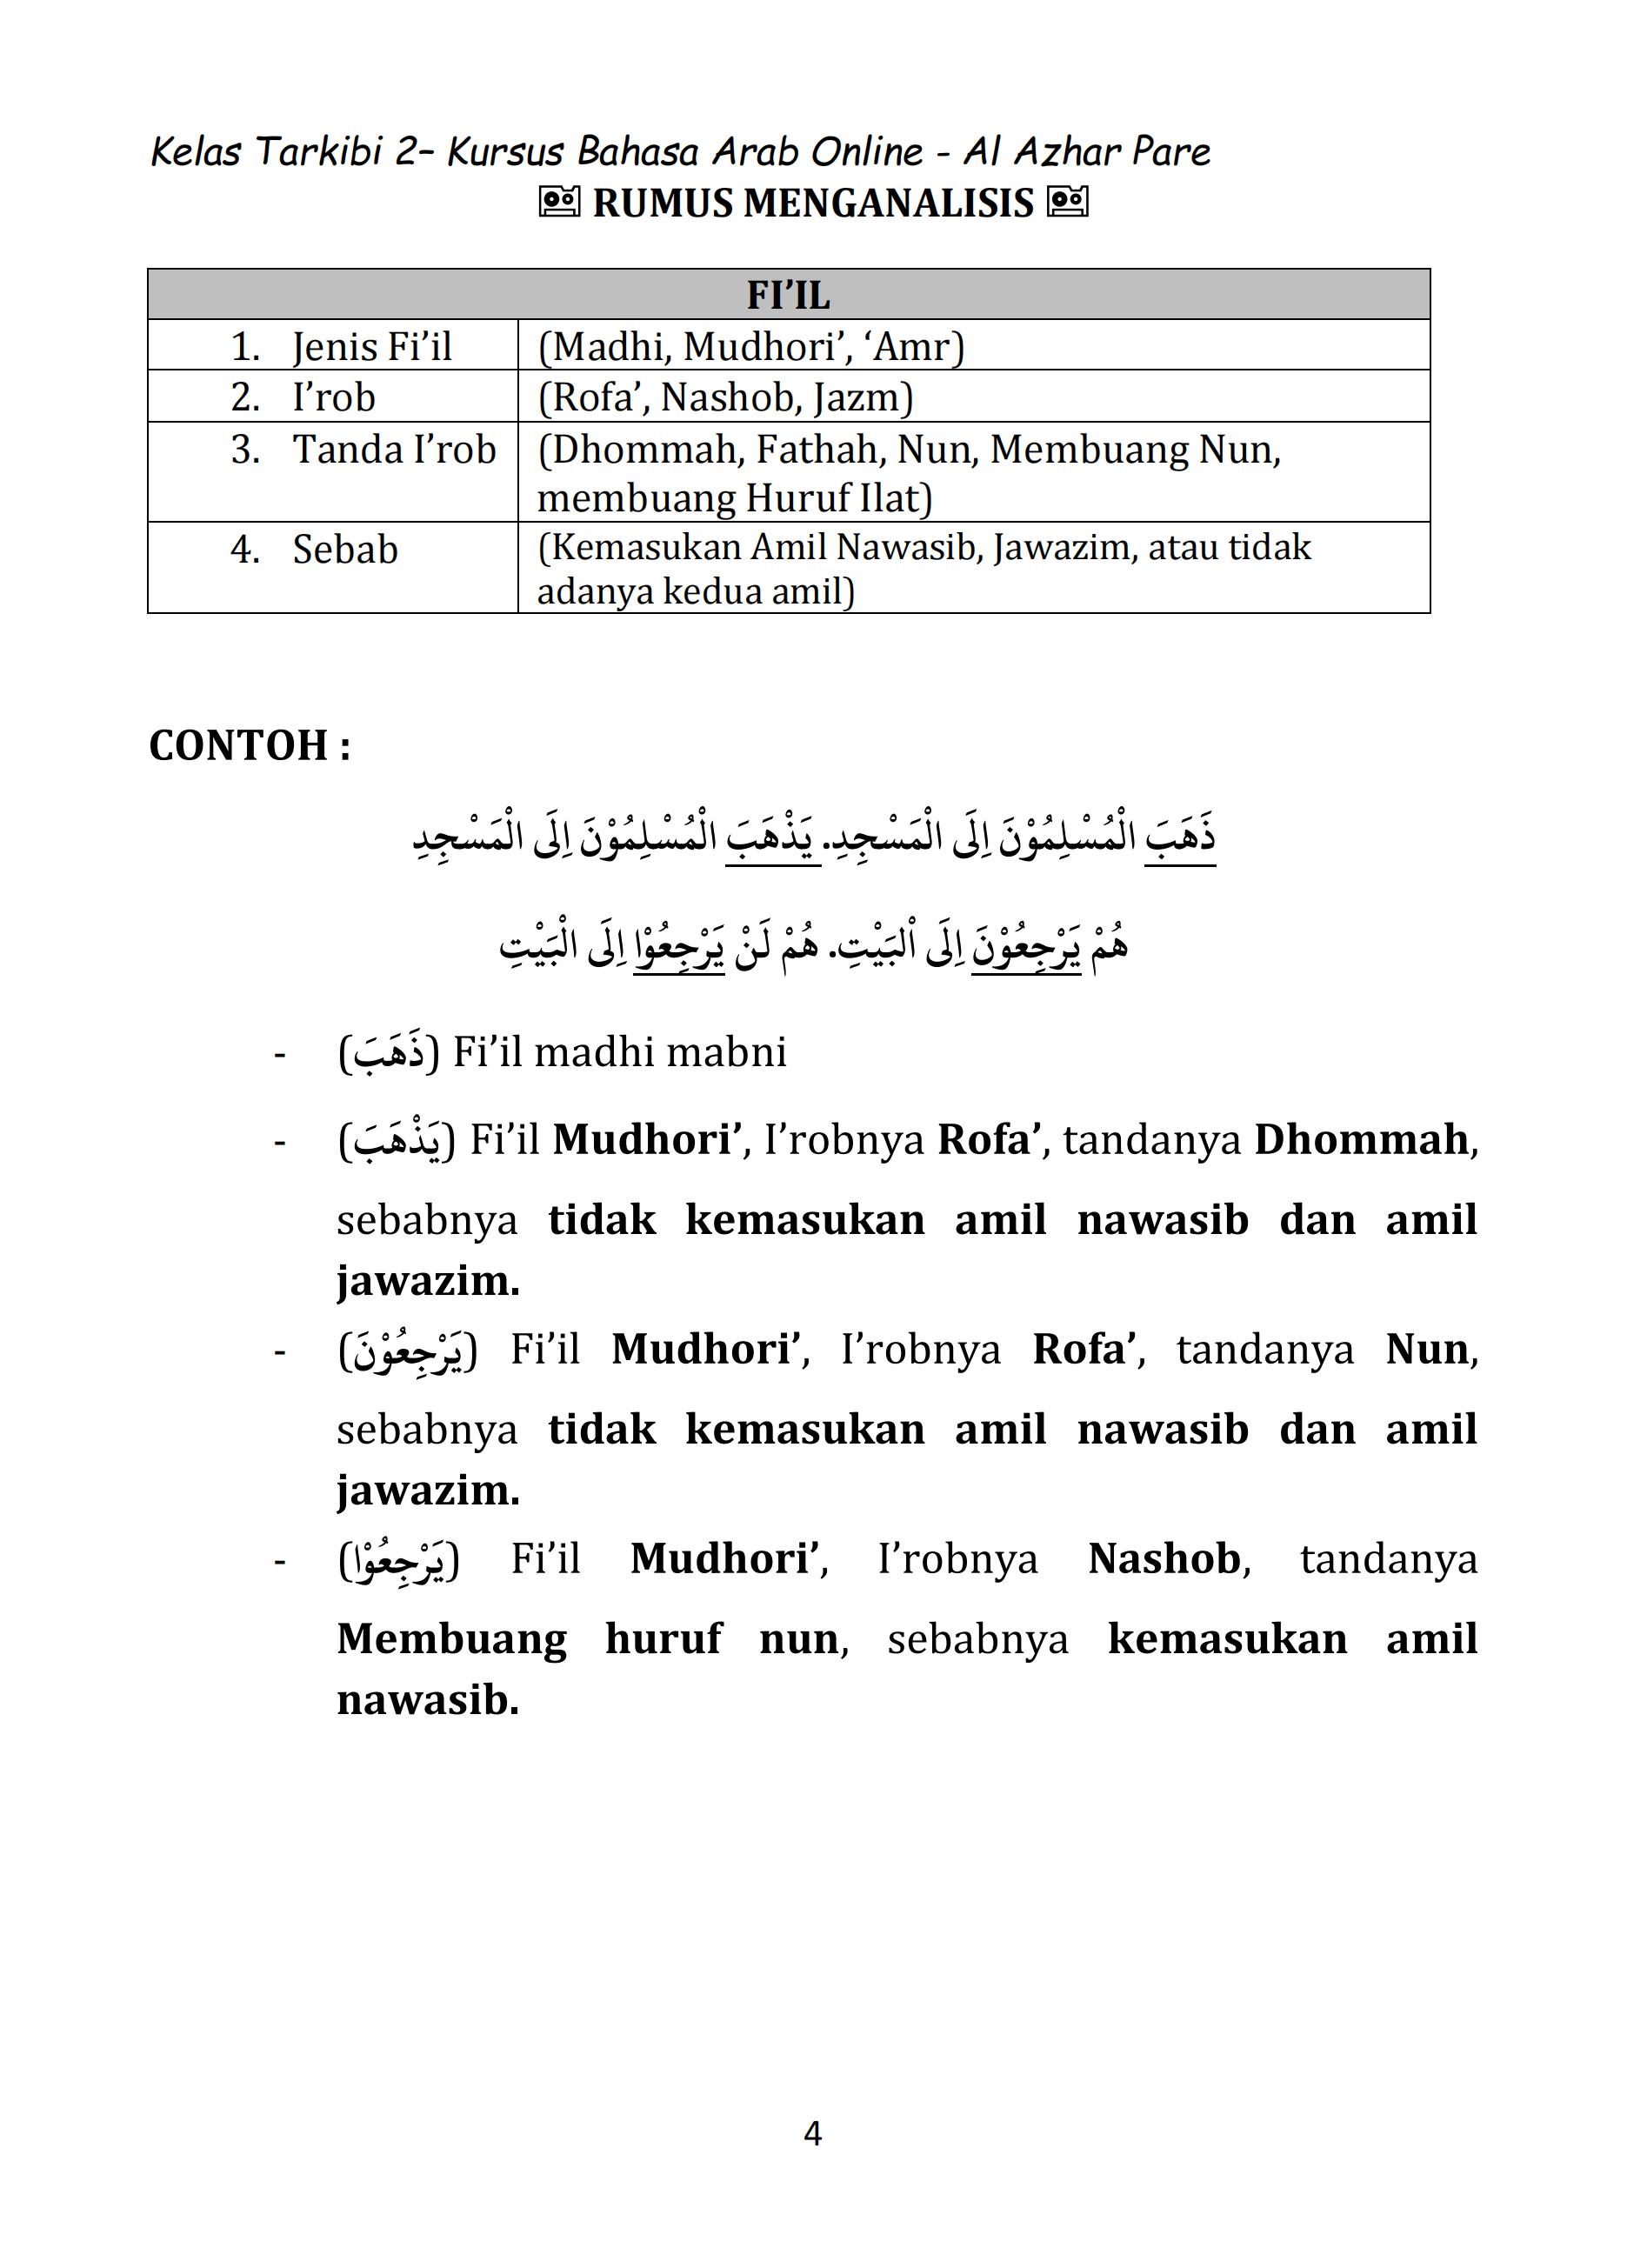 Kelas Tarkibi 2– Kursus Bahasa Arab Online - Al Azhar Pare
RUMUS MENGANALISIS
FI’IL
1. Jenis Fi’il (Madhi, Mudhori’, ‘Amr)
2. I’rob (Rofa’, Nashob, Jazm)
3. Tanda I’rob (Dhommah, Fathah, Nun, Membuang Nun,
membuang Huruf Ilat)
4. Sebab (Kemasukan Amil Nawasib, Jawazim, atau tidak
adanya kedua amil)
CONTOH :
ذَهَبَ الْمُسْلِمُوْنَ اِلَى الْمَسْجِدِ. يَذْهَبَ الْمُسْلِمُوْنَ اِلَى الْمَسْجِدِ
هُمْ يَرْجِعُوْنَ اِلَى اْلبَيْتِ. هُمْ لَنْ يَرْجِعُوْا اِلَى الْبَيْتِ
- (ذَهَبَ) Fi’il madhi mabni
- (يَذْهَبَ) Fi’il Mudhori’, I’robnya Rofa’, tandanya Dhommah,
sebabnya tidak kemasukan amil nawasib dan amil
jawazim.
- (يَرْجِعُوْنَ) Fi’il Mudhori’, I’robnya Rofa’, tandanya Nun,
sebabnya tidak kemasukan amil nawasib dan amil
jawazim.
- (يَرْجِعُوْا) Fi’il Mudhori’, I’robnya Nashob, tandanya
Membuang huruf nun, sebabnya kemasukan amil
nawasib.
4